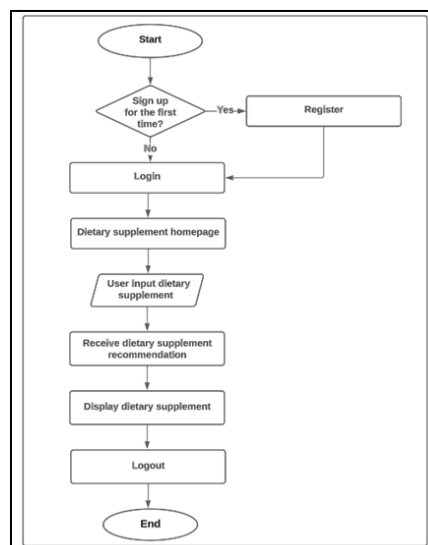 Start
Sign up
for the first
time?
Yes
Register
No
Login
Dietary supplement homepage
User input dietary
supplement
Receive dietary supplement
recommendation
Display dietary supplement
Logout
End